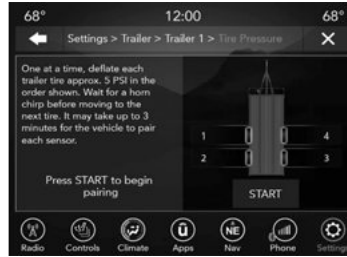 68° 12:00 68°
Settings > Trailer > Trailer 1 > Tire Pressure
One at a time, deflate each
trailer tire approx. 5 PSI in the
order shown. Wait for a horn
chirp before moving to the
next tire. It may take up to 3
minutes for the vehicle to pair
each sensor.
Press START to begin
pairing
1 4
2 3
START
NE
Radio Controls Climate Apps Nav Phone Settings